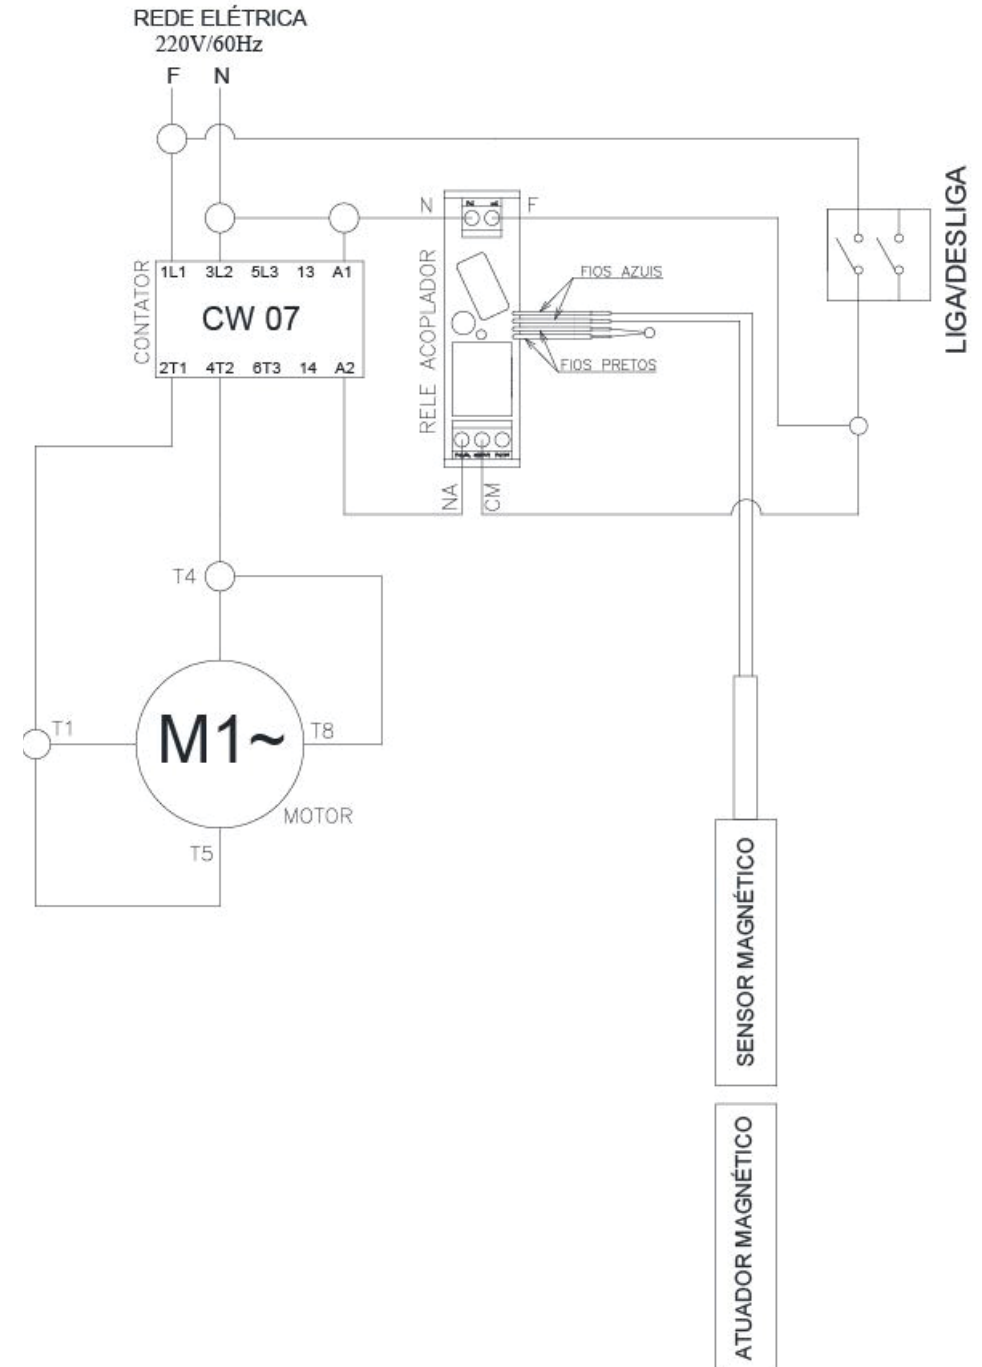 REDE ELÉTRICA
220V/60Hz
F N
N F
LIGA/DESLIGA
CONTATOR
1L1 3L2 5L3 13 A1
CW 07
2T1 4T2 6T3 14 A2
RELE ACOPLADOR
FIOS AZUIS
FIOS PRETOS
NA CM
T4
T1
M1~
T8
MOTOR
T5
SENSOR MAGNÉTICO
ATUADOR MAGNÉTICO